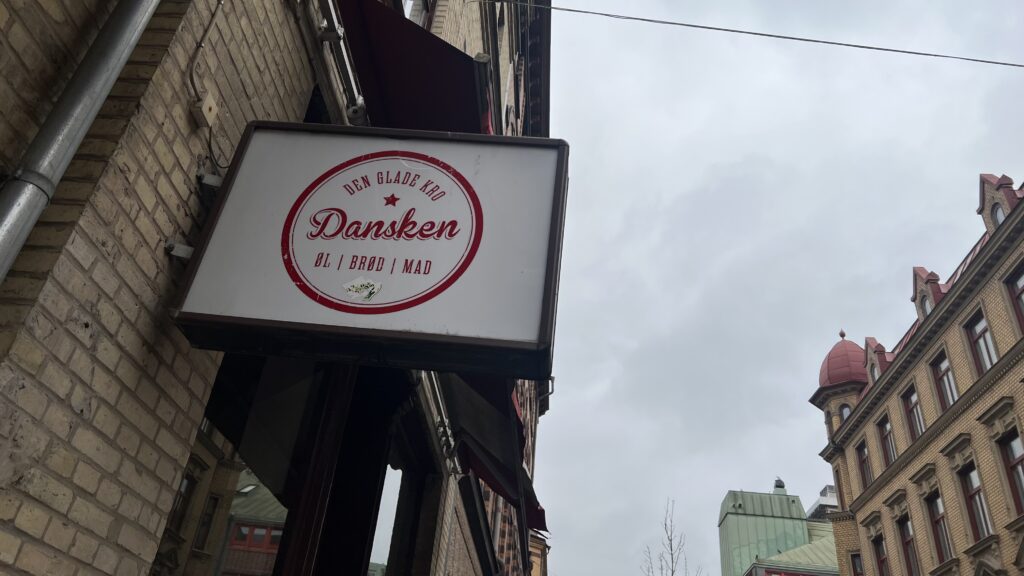 DEN GLADE KRO
Dansken
ØL | BRØD | MAD